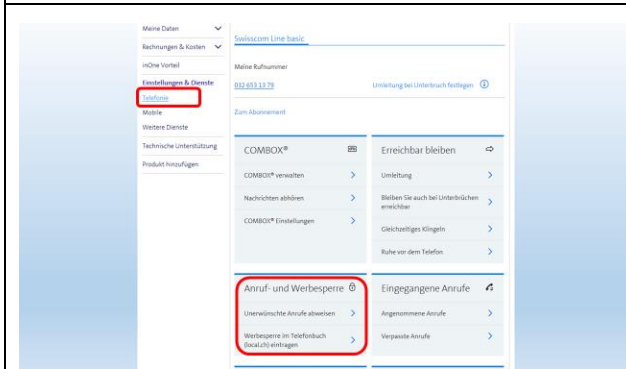 Meine Daten
Rechnungen & Kosten
inOne Vorteil
Einstellungen & Dienste
Telefonie
Mobile
Weitere Dienste
Technische Unterstützung
Produkt hinzufügen
Swisscom Line basic
Meine Rufnummer
032 653 13 79
Umleitung bei Unterbruch festlegen
Zum Abonnement
COMBOX®
COMBOX® verwalten
Nachrichten abhören
COMBOX® Einstellungen
Erreichbar bleiben
Umleitung
Bleiben Sie auch bei Unterbrüchen
erreichbar
Gleichzeitiges Klingeln
Ruhe vor dem Telefon
Anruf- und Werbesperre
Unerwünschte Anrufe abweisen
Werbesperre im Telefonbuch
(local.ch) eintragen
Eingegangene Anrufe
Angenommene Anrufe
Verpasste Anrufe